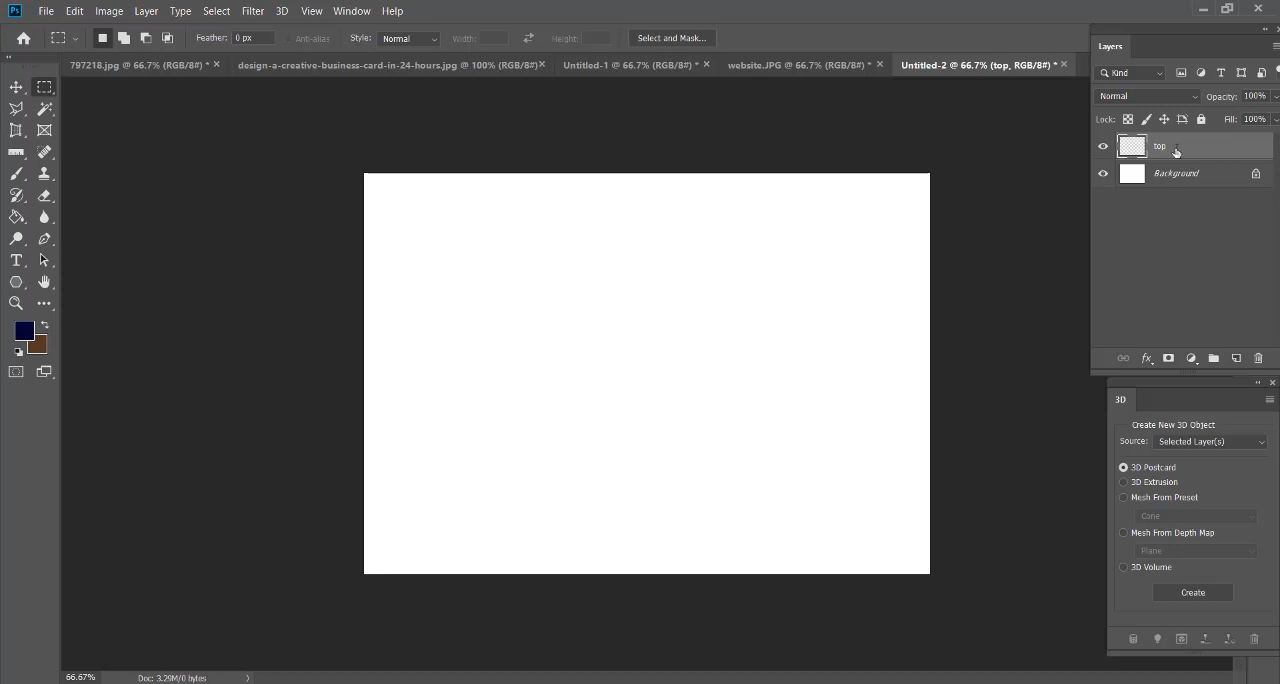 Ps File Edit Image Layer Type Select Filter 3D View Window Help
Feather: 0 px Anti-alias Style: Normal Width: Height: Select and Mask...
797218.jpg @ 66.7% (RGB/8#) * × design-a-creative-business-card-in-24-hours.jpg @ 100% (RGB/8#) × Untitled-1 @ 66.7% (RGB/8#) * × website.JPG @ 66.7% (RGB/8#) * × Untitled-2 @ 66.7% (top, RGB/8#) * ×
Layers
Kind
Normal Opacity: 100%
Lock: Fill: 100%
top
Background
fx
3D
Create New 3D Object
Source: Selected Layer(s)
3D Postcard
3D Extrusion
Mesh From Preset
Cone
Mesh From Depth Map
Plane
3D Volume
Create
66.67% Doc: 3.29M/0 bytes